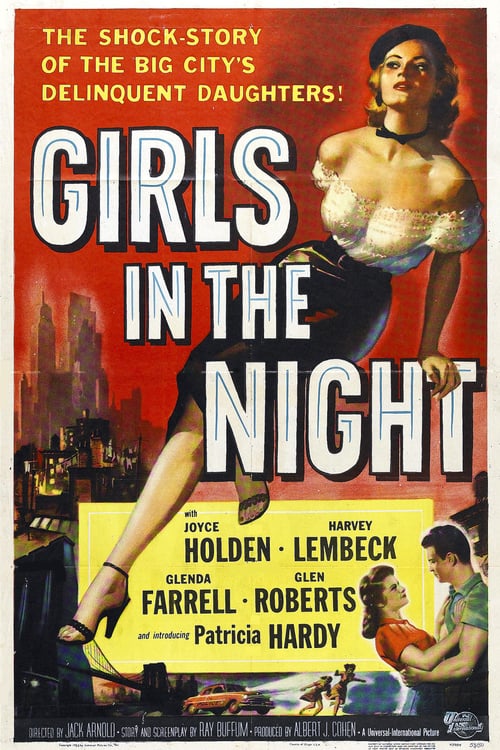 THE SHOCK-STORY
OF THE BIG CITY'S
DELINQUENT DAUGHTERS!
GIRLS
IN THE
NIGHT
with
JOYCE HARVEY
HOLDEN · LEMBECK
GLENDA GLEN
FARRELL · ROBERTS
and introducing Patricia HARDY
DIRECTED BY JACK ARNOLD · STORY AND SCREENPLAY BY RAY BUFFUM · PRODUCED BY ALBERT J. COHEN · A Universal-International Picture